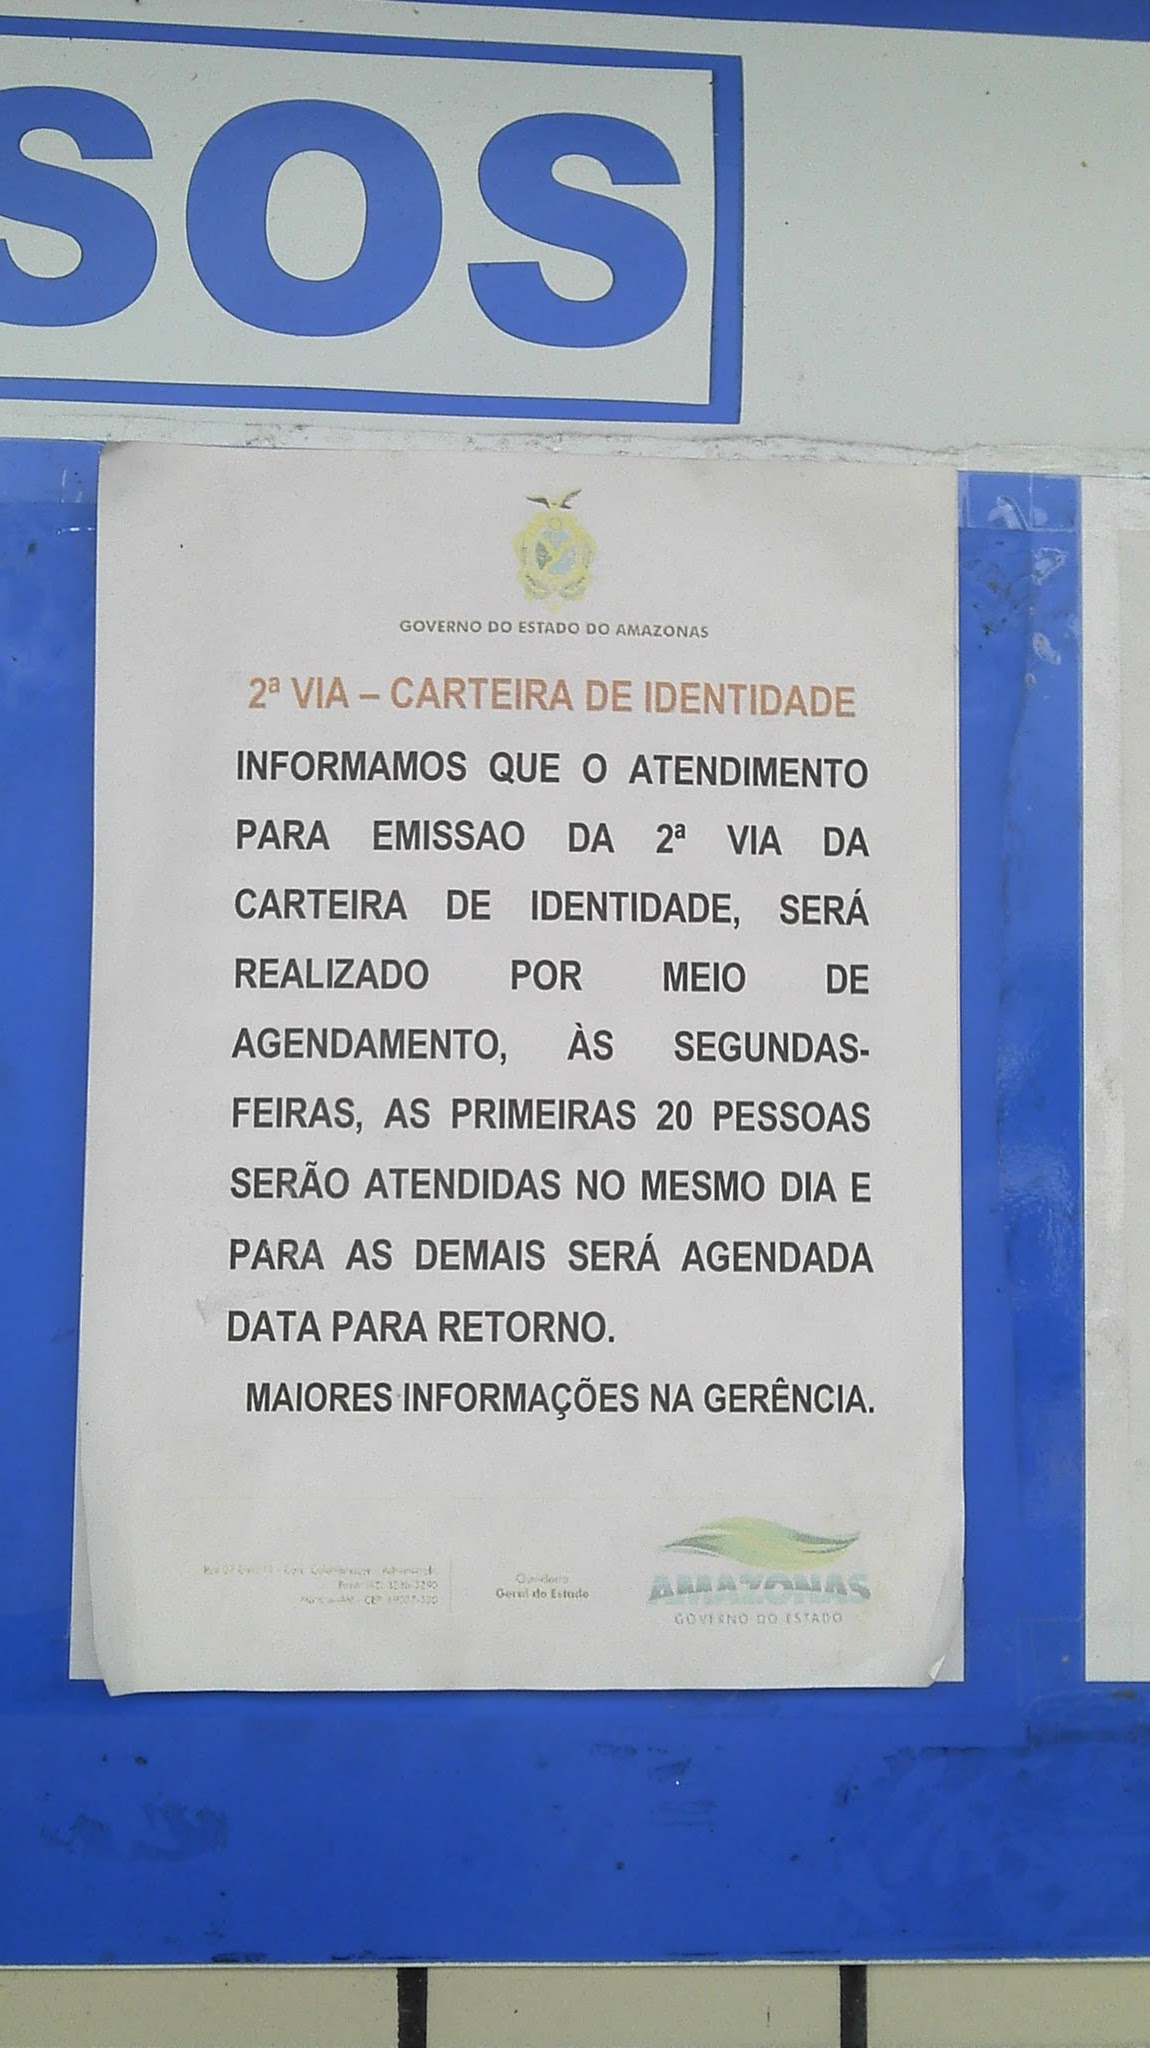 SOS
GOVERNO DO ESTADO DO AMAZONAS
2ª VIA – CARTEIRA DE IDENTIDADE
INFORMAMOS QUE O ATENDIMENTO
PARA EMISSAO DA 2ª VIA DA
CARTEIRA DE IDENTIDADE, SERÁ
REALIZADO POR MEIO DE
AGENDAMENTO, ÀS SEGUNDAS-
FEIRAS, AS PRIMEIRAS 20 PESSOAS
SERÃO ATENDIDAS NO MESMO DIA E
PARA AS DEMAIS SERÁ AGENDADA
DATA PARA RETORNO.
MAIORES INFORMAÇÕES NA GERÊNCIA.
Ouvidoria
Geral do Estado
AMAZONAS
GOVERNO DO ESTADO